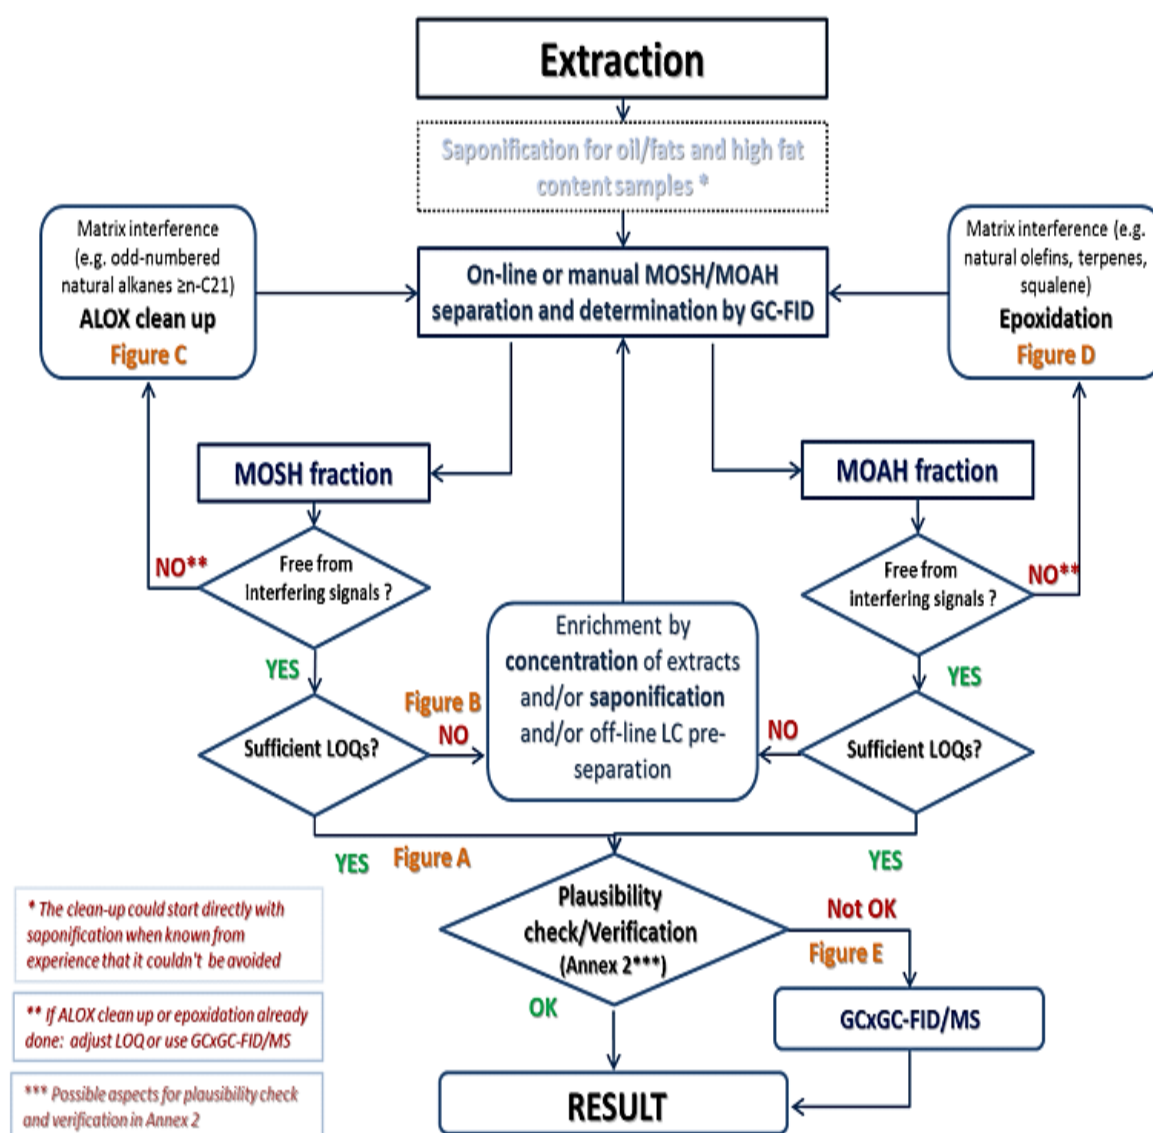 Extraction
Saponification for oil/fats and high fat
content samples *
Matrix interference
(e.g. odd-numbered
natural alkanes ≥n-C21)
ALOX clean up
Figure C
On-line or manual MOSH/MOAH
separation and determination by GC-FID
Matrix interference (e.g.
natural olefins, terpenes,
squalene)
Epoxidation
Figure D
MOSH fraction
MOAH fraction
Free from
interfering signals ?
NO**
Free from
interfering signals ?
NO**
YES
YES
Enrichment by
concentration of extracts
and/or saponification
and/or off-line LC pre-
separation
Sufficient LOQs?
Figure B
NO
NO
Sufficient LOQs?
YES
Figure A
YES
Plausibility
check/Verification
(Annex 2***)
Not OK
Figure E
OK
GCxGC-FID/MS
RESULT
* The clean-up could start directly with
saponification when known from
experience that it couldn't be avoided
** If ALOX clean up or epoxidation already
done: adjust LOQ or use GCxGC-FID/MS
*** Possible aspects for plausibility check
and verification in Annex 2